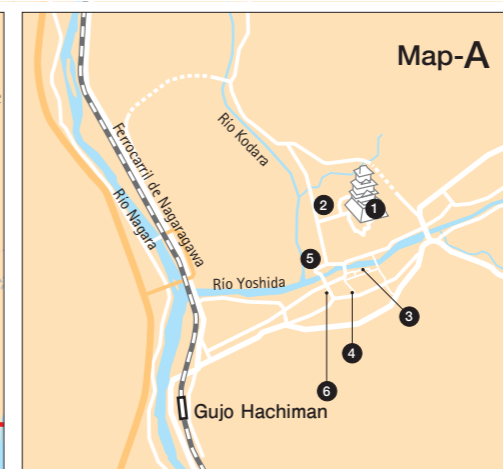 Map-A
Ferrocarril de Nagaragawa
Río Nagara
Río Kodara
Río Yoshida
1
2
3
4
5
6
Gujo Hachiman